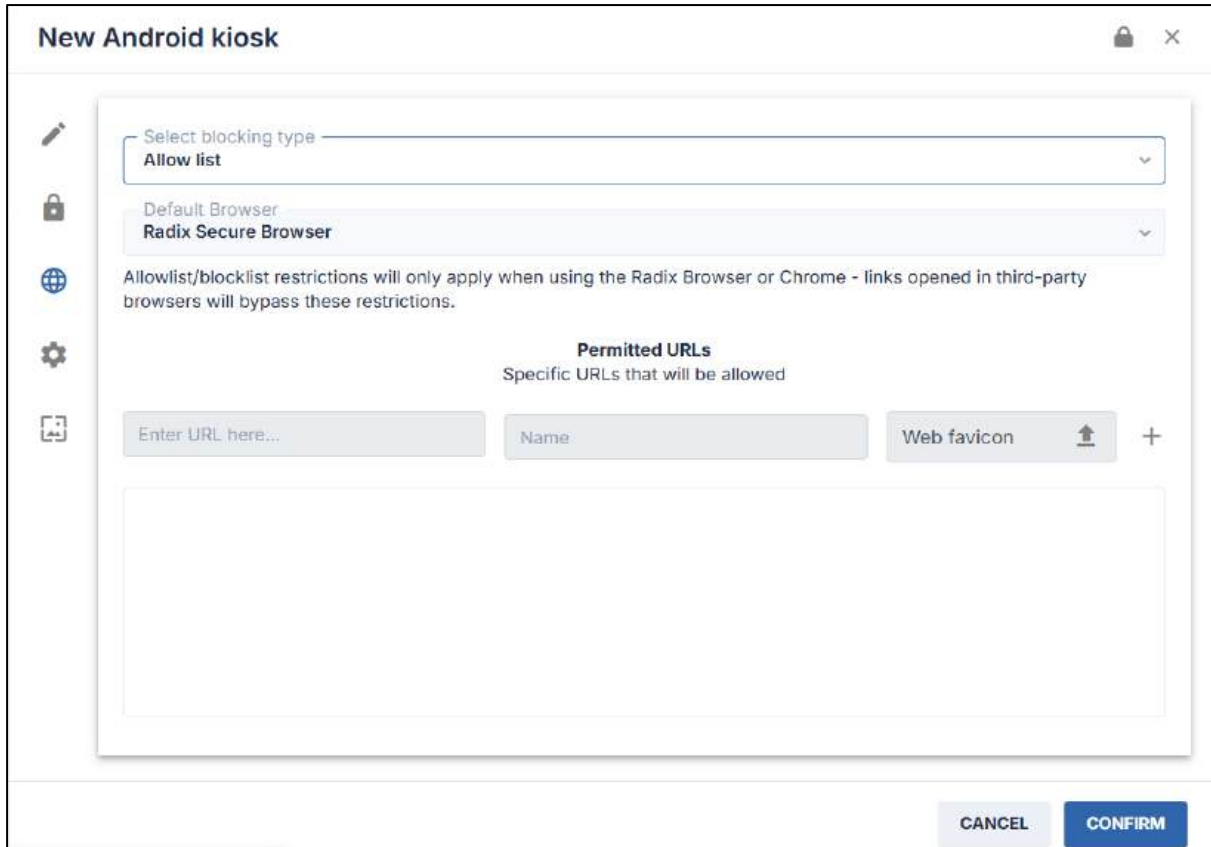 New Android kiosk
Select blocking type
Allow list
Default Browser
Radix Secure Browser
Allowlist/blocklist restrictions will only apply when using the Radix Browser or Chrome - links opened in third-party
browsers will bypass these restrictions.
Permitted URLs
Specific URLs that will be allowed
Enter URL here...
Name
Web favicon
CANCEL
CONFIRM